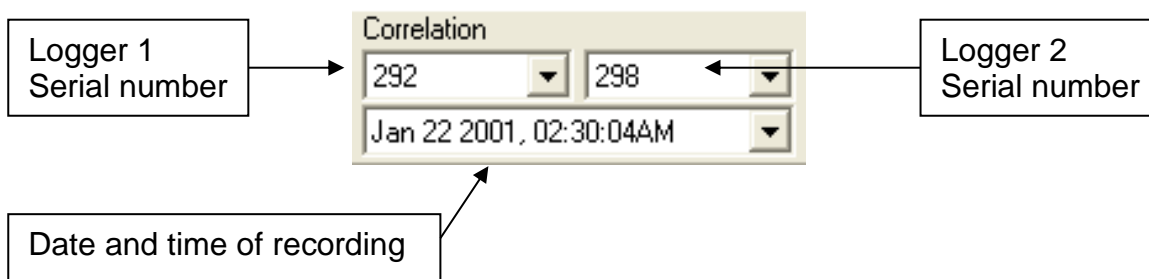 Correlation
Logger 1
Serial number
292
298
Logger 2
Serial number
Jan 22 2001, 02:30:04AM
Date and time of recording